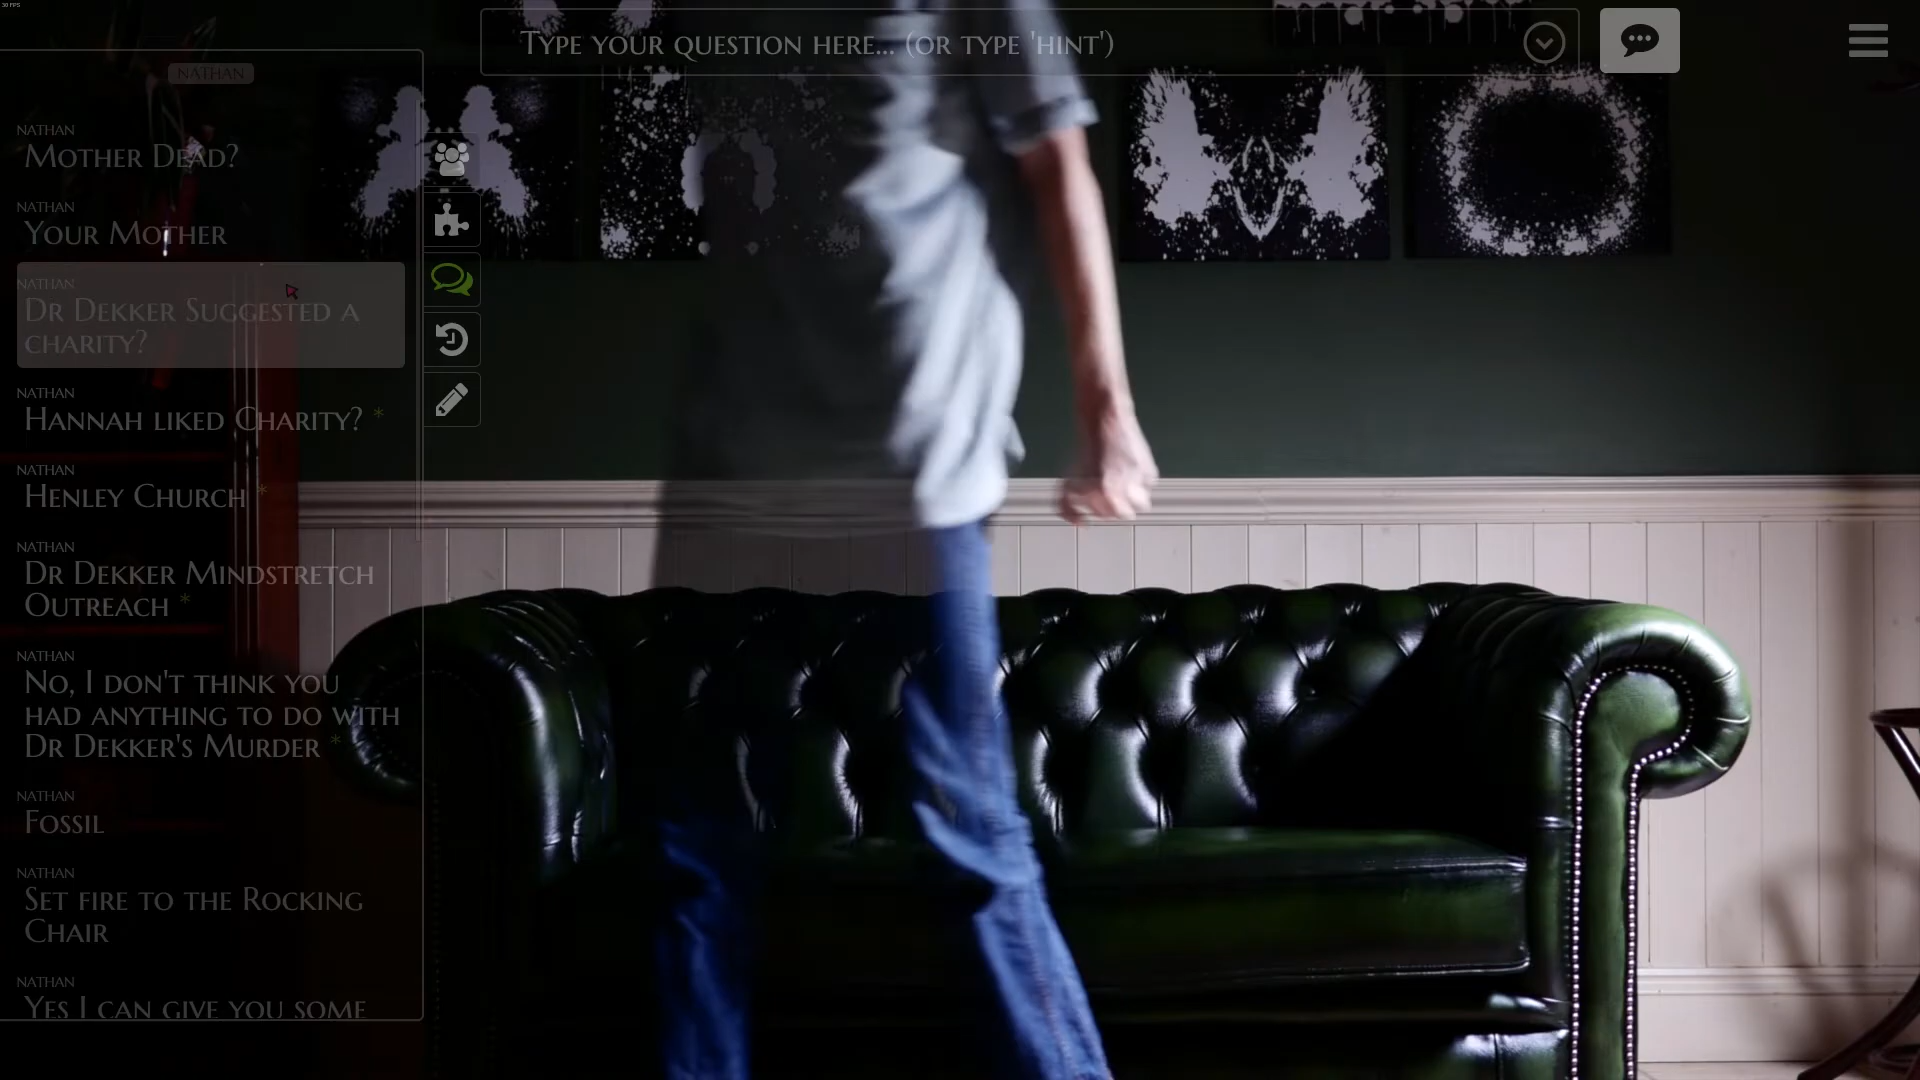 30 FPS
Type your question here... (or type 'hint')
NATHAN
NATHAN
Mother Dead?
NATHAN
Your Mother
NATHAN
Dr Dekker Suggested a
charity?
NATHAN
Hannah liked Charity? *
NATHAN
Henley Church *
NATHAN
Dr Dekker Mindstretch
Outreach *
NATHAN
No, I don't think you
had anything to do with
Dr Dekker's Murder *
NATHAN
Fossil
NATHAN
Set fire to the Rocking
Chair
NATHAN
Yes I can give you some